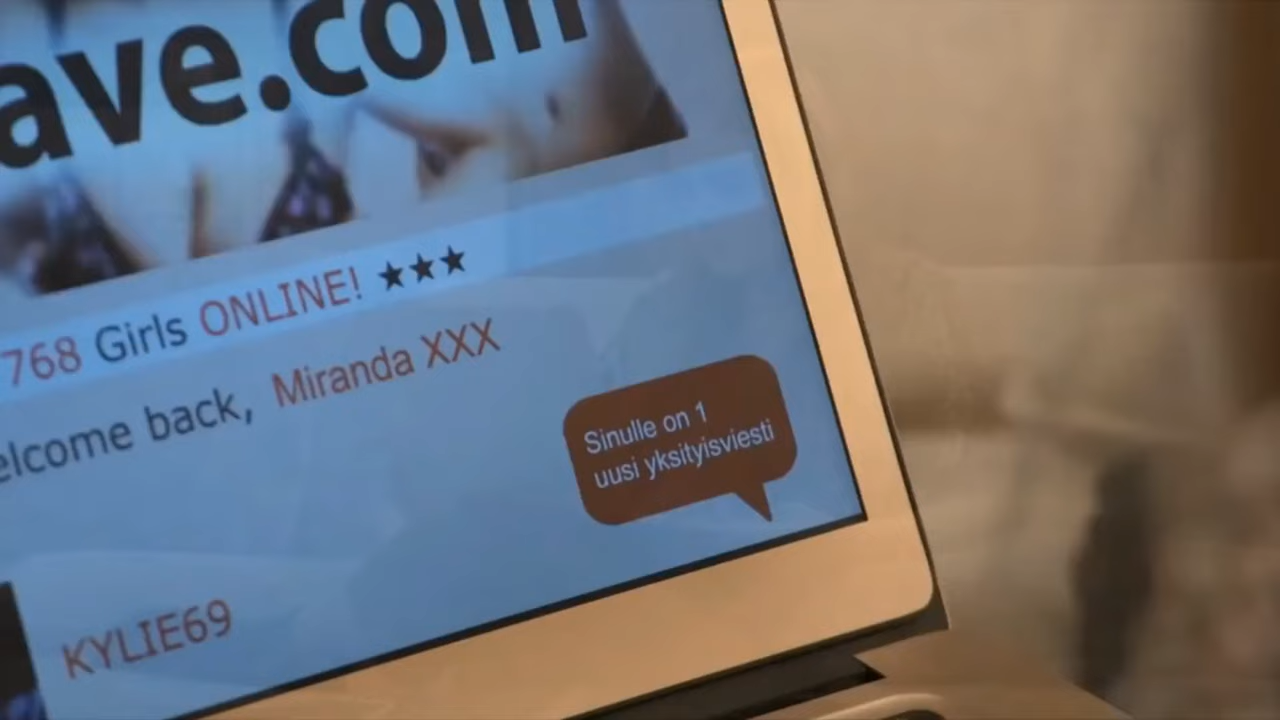 ave.com
768 Girls ONLINE! ★★★
elcome back, Miranda XXX
Sinulle on 1
uusi yksityisviesti
KYLIE69